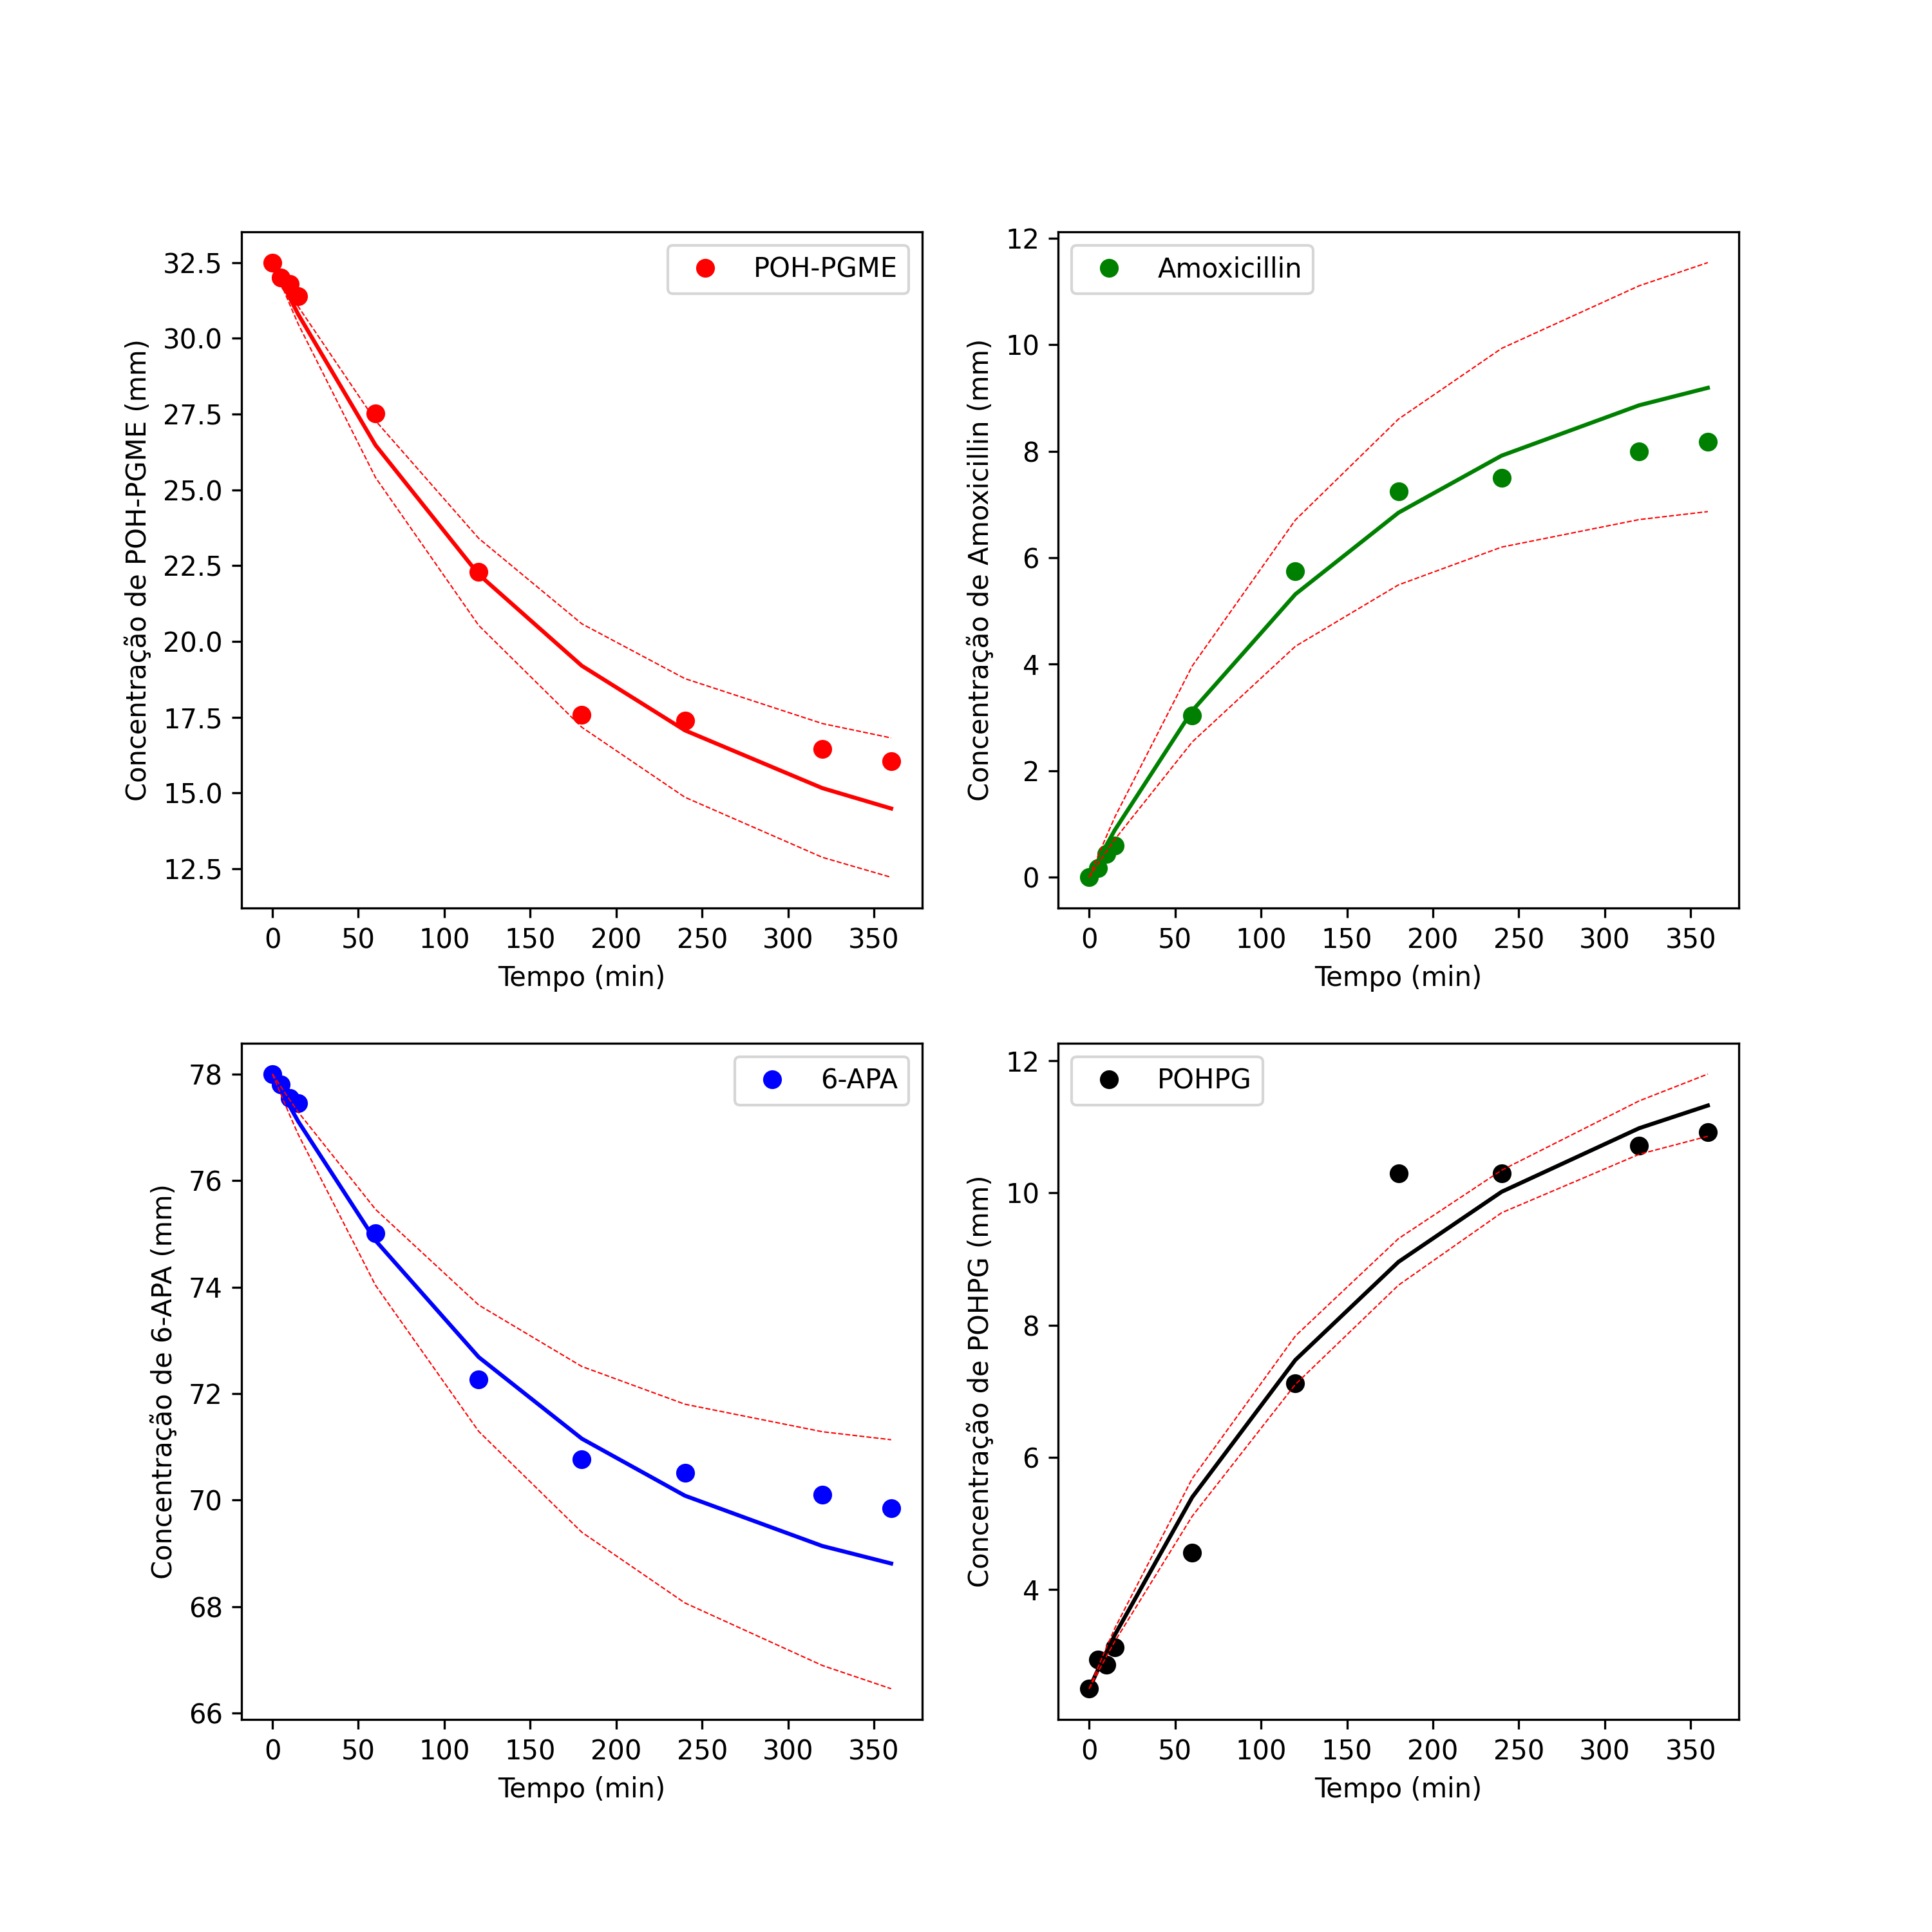 POH-PGME
32.5
30.0
27.5
25.0
22.5
20.0
17.5
15.0
12.5
Concentração de POH-PGME (mm)
0 50 100 150 200 250 300 350
Tempo (min)
Amoxicillin
12
10
8
6
4
2
0
Concentração de Amoxicillin (mm)
0 50 100 150 200 250 300 350
Tempo (min)
6-APA
78
76
74
72
70
68
66
Concentração de 6-APA (mm)
0 50 100 150 200 250 300 350
Tempo (min)
POHPG
12
10
8
6
4
Concentração de POHPG (mm)
0 50 100 150 200 250 300 350
Tempo (min)